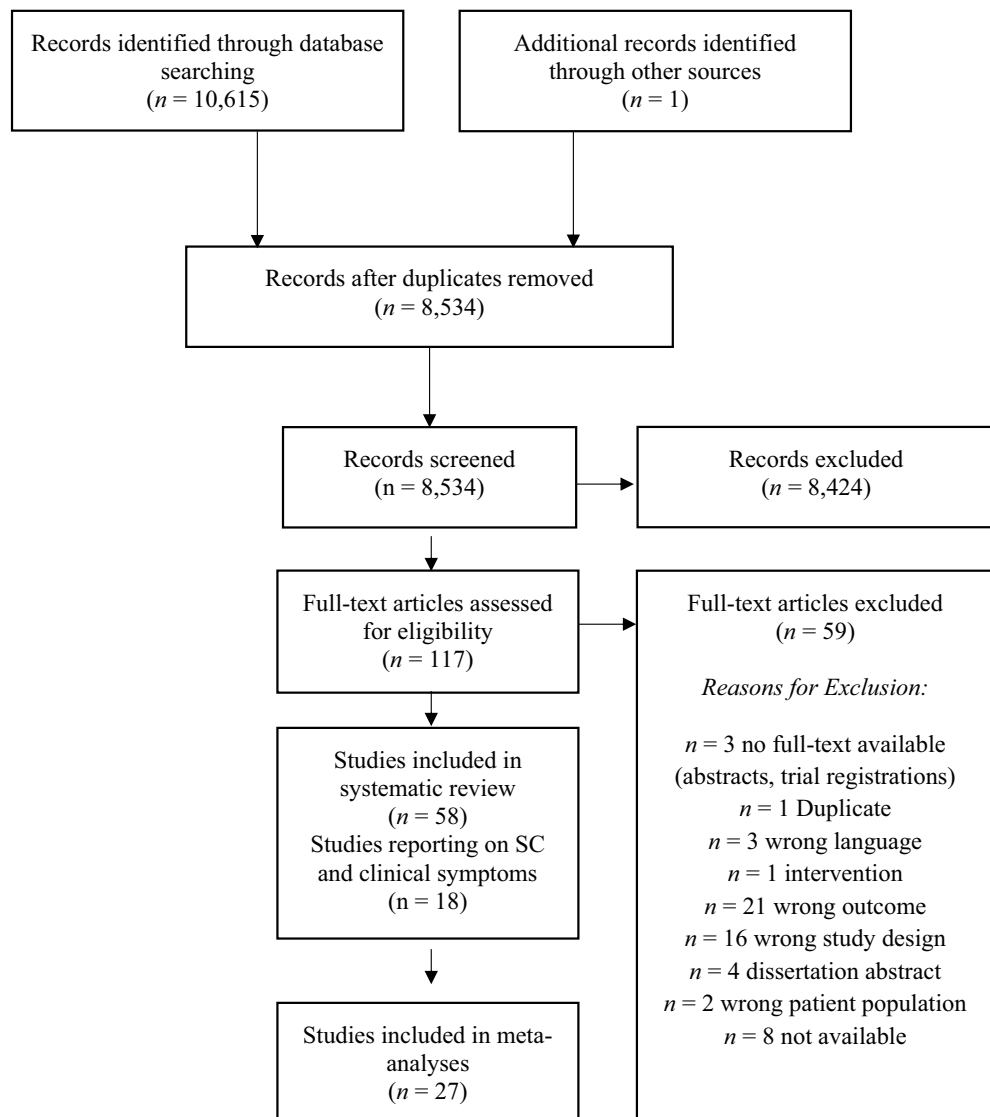 Records identified through database
searching
(n = 10,615)
Additional records identified
through other sources
(n = 1)
Records after duplicates removed
(n = 8,534)
Records screened
(n = 8,534)
Records excluded
(n = 8,424)
Full-text articles assessed
for eligibility
(n = 117)
Full-text articles excluded
(n = 59)
Reasons for Exclusion:
n = 3 no full-text available
(abstracts, trial registrations)
n = 1 Duplicate
n = 3 wrong language
n = 1 intervention
n = 21 wrong outcome
n = 16 wrong study design
n = 4 dissertation abstract
n = 2 wrong patient population
n = 8 not available
Studies included in
systematic review
(n = 58)
Studies reporting on SC
and clinical symptoms
(n = 18)
Studies included in meta-
analyses
(n = 27)